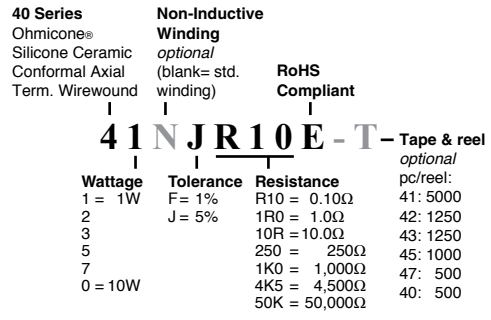 40 Series
Ohmicone®
Silicone Ceramic
Conformal Axial
Term. Wirewound
Non-Inductive
Winding
optional
(blank= std.
winding)
RoHS
Compliant
41NJR10E-T
Tape & reel
optional
pc/reel:
41: 5000
42: 1250
43: 1250
45: 1000
47: 500
40: 500
Wattage
1 = 1W
2
3
5
7
0 = 10W
Tolerance
F= 1%
J= 5%
Resistance
R10 = 0.10Ω
1R0 = 1.0Ω
10R =10.0Ω
250 = 250Ω
1K0 = 1,000Ω
4K5 = 4,500Ω
50K = 50,000Ω